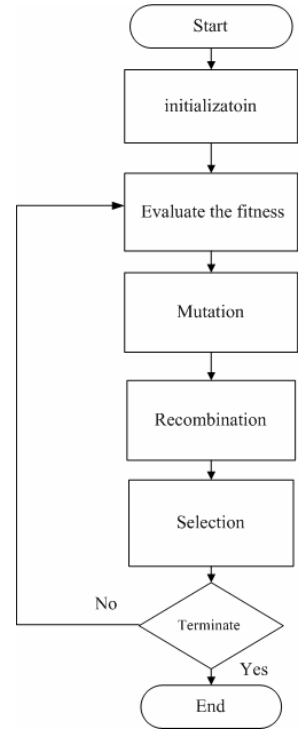 Start
initializatoin
Evaluate the fitness
Mutation
Recombination
Selection
No
Terminate
Yes
End